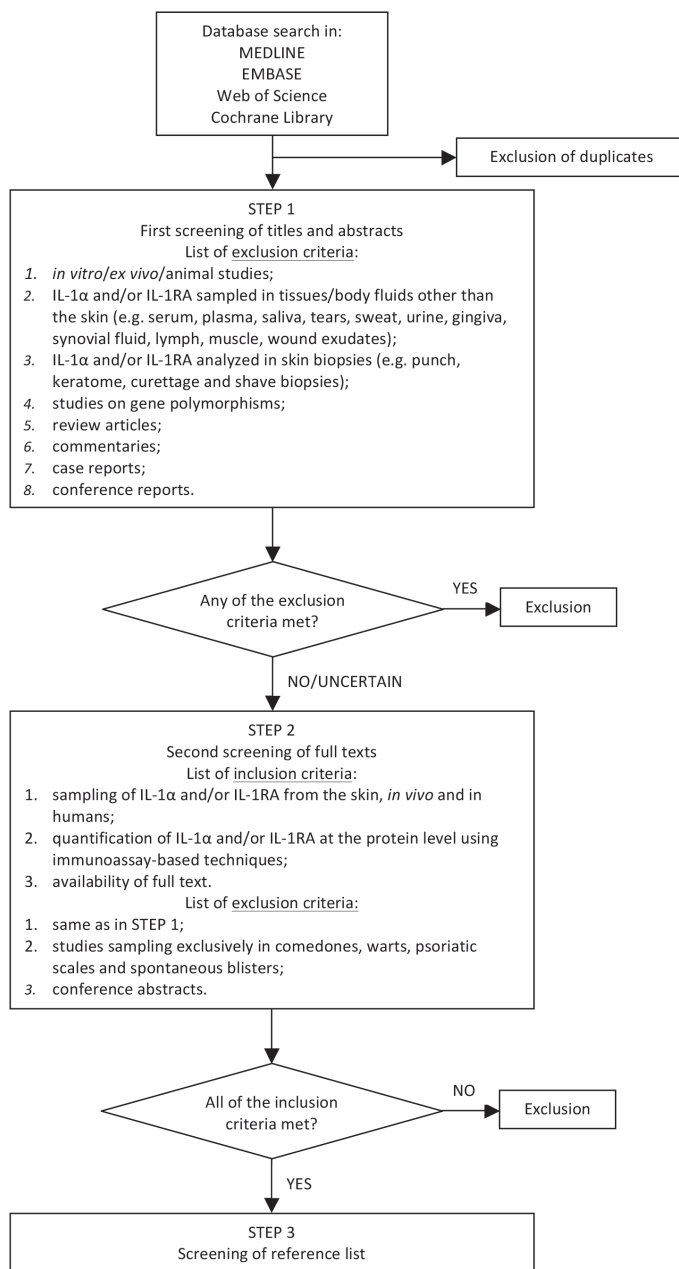 Database search in:
MEDLINE
EMBASE
Web of Science
Cochrane Library
Exclusion of duplicates
STEP 1
First screening of titles and abstracts
List of exclusion criteria:
1. in vitro/ex vivo/animal studies;
2. IL-1α and/or IL-1RA sampled in tissues/body fluids other than
the skin (e.g. serum, plasma, saliva, tears, sweat, urine, gingiva,
synovial fluid, lymph, muscle, wound exudates);
3. IL-1α and/or IL-1RA analyzed in skin biopsies (e.g. punch,
keratome, curettage and shave biopsies);
4. studies on gene polymorphisms;
5. review articles;
6. commentaries;
7. case reports;
8. conference reports.
Any of the exclusion
criteria met?
YES
Exclusion
NO/UNCERTAIN
STEP 2
Second screening of full texts
List of inclusion criteria:
1. sampling of IL-1α and/or IL-1RA from the skin, in vivo and in
humans;
2. quantification of IL-1α and/or IL-1RA at the protein level using
immunoassay-based techniques;
3. availability of full text.
List of exclusion criteria:
1. same as in STEP 1;
2. studies sampling exclusively in comedones, warts, psoriatic
scales and spontaneous blisters;
3. conference abstracts.
All of the inclusion
criteria met?
NO
Exclusion
YES
STEP 3
Screening of reference list